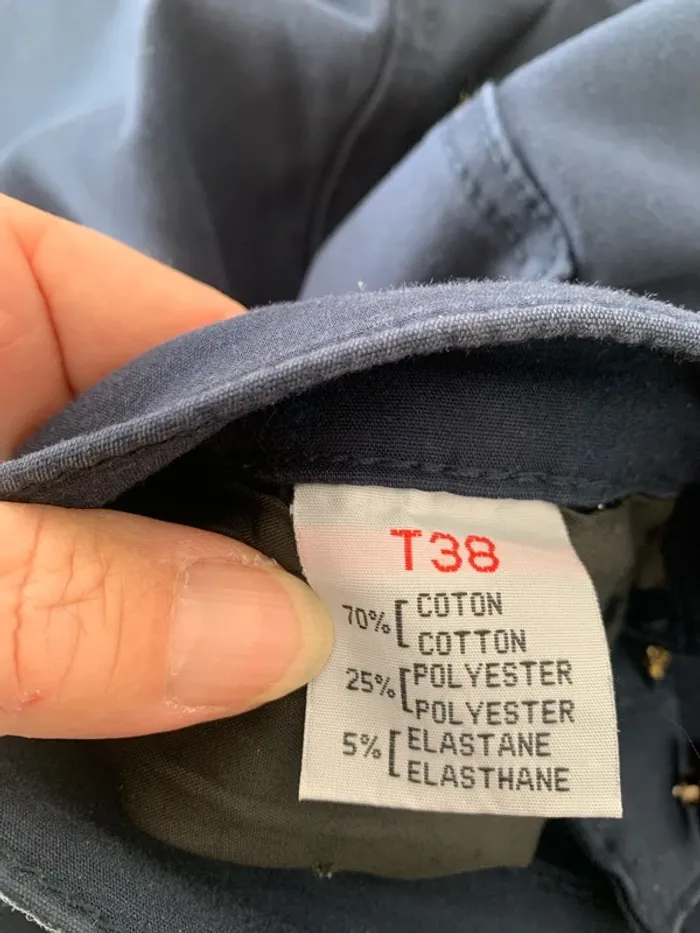 T38
70% COTON
COTTON
25% POLYESTER
POLYESTER
5% ELASTANE
ELASTHANE